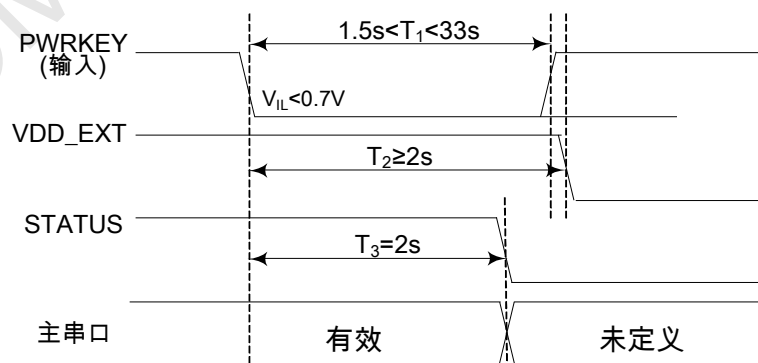 PWRKEY
(输入)
1.5s<T₁<33s
V_IL<0.7V
VDD_EXT
T₂≥2s
STATUS
T₃=2s
主串口
有效
未定义